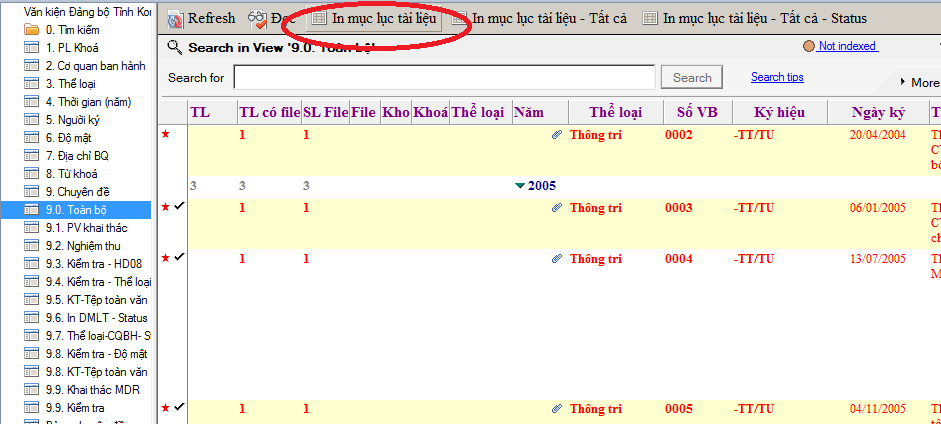 Văn kiện Đảng bộ Tỉnh Kon
0. Tìm kiếm
1. PL Khoá
2. Cơ quan ban hành
3. Thể loại
4. Thời gian (năm)
5. Người ký
6. Độ mật
7. Địa chỉ BQ
8. Từ khoá
9. Chuyên đề
9.0. Toàn bộ
9.1. PV khai thác
9.2. Nghiệm thu
9.3. Kiểm tra - HD08
9.4. Kiểm tra - Thể loại
9.5. KT-Tệp toàn văn
9.6. In DMLT - Status
9.7. Thể loại-CQBH- S
9.8. Kiểm tra - Độ mật
9.8. KT-Tệp toàn văn
9.9. Khai thác MDR
9.9. Kiểm tra
Refresh Đọc In mục lục tài liệu In mục lục tài liệu - Tất cả In mục lục tài liệu - Tất cả - Status
Search in View '9.0. Toàn bộ' Not indexed
Search for Search Search tips More
TL TL có file SL File File Kho Khoá Thể loại Năm Thể loại Số VB Ký hiệu Ngày ký
1 1 Thông tri 0002 -TT/TU 20/04/2004
3 3 3 2005
1 1 Thông tri 0003 -TT/TU 06/01/2005
1 1 Thông tri 0004 -TT/TU 13/07/2005
1 1 Thông tri 0005 -TT/TU 04/11/2005